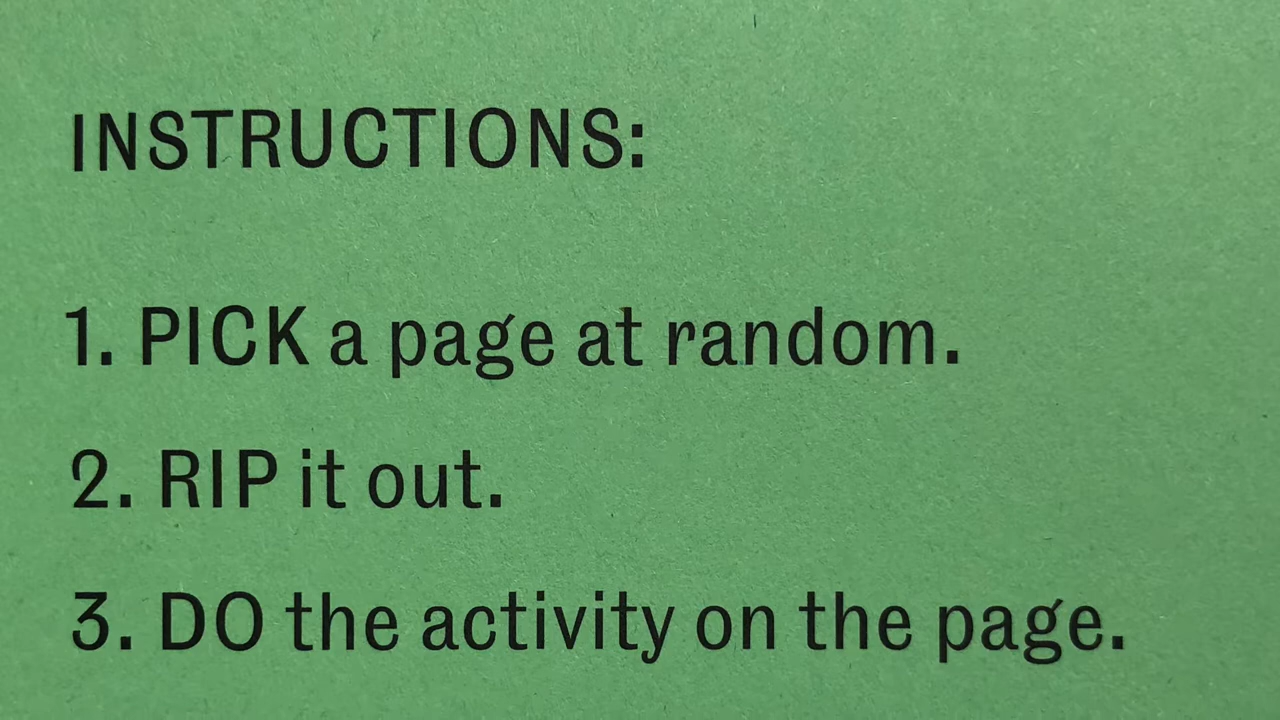 INSTRUCTIONS:
1. PICK a page at random.
2. RIP it out.
3. DO the activity on the page.